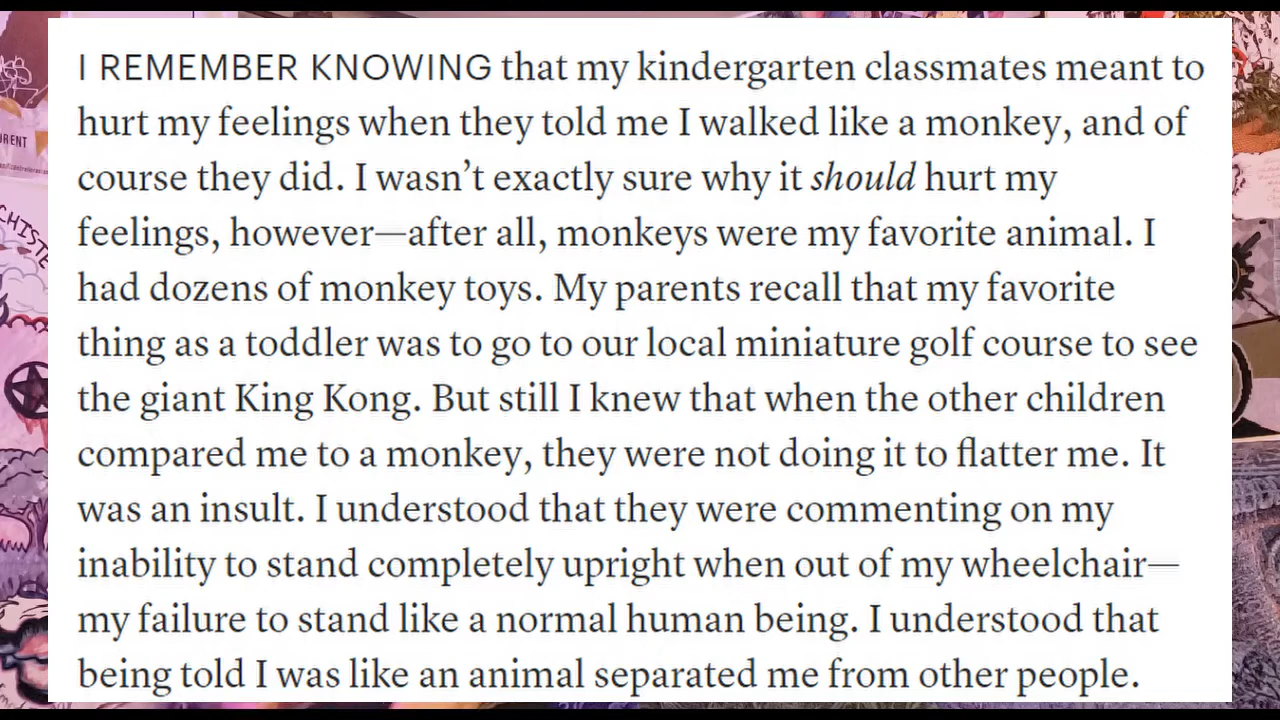 I REMEMBER KNOWING that my kindergarten classmates meant to
hurt my feelings when they told me I walked like a monkey, and of
course they did. I wasn’t exactly sure why it should hurt my
feelings, however—after all, monkeys were my favorite animal. I
had dozens of monkey toys. My parents recall that my favorite
thing as a toddler was to go to our local miniature golf course to see
the giant King Kong. But still I knew that when the other children
compared me to a monkey, they were not doing it to flatter me. It
was an insult. I understood that they were commenting on my
inability to stand completely upright when out of my wheelchair—
my failure to stand like a normal human being. I understood that
being told I was like an animal separated me from other people.
URENT
CHISTE